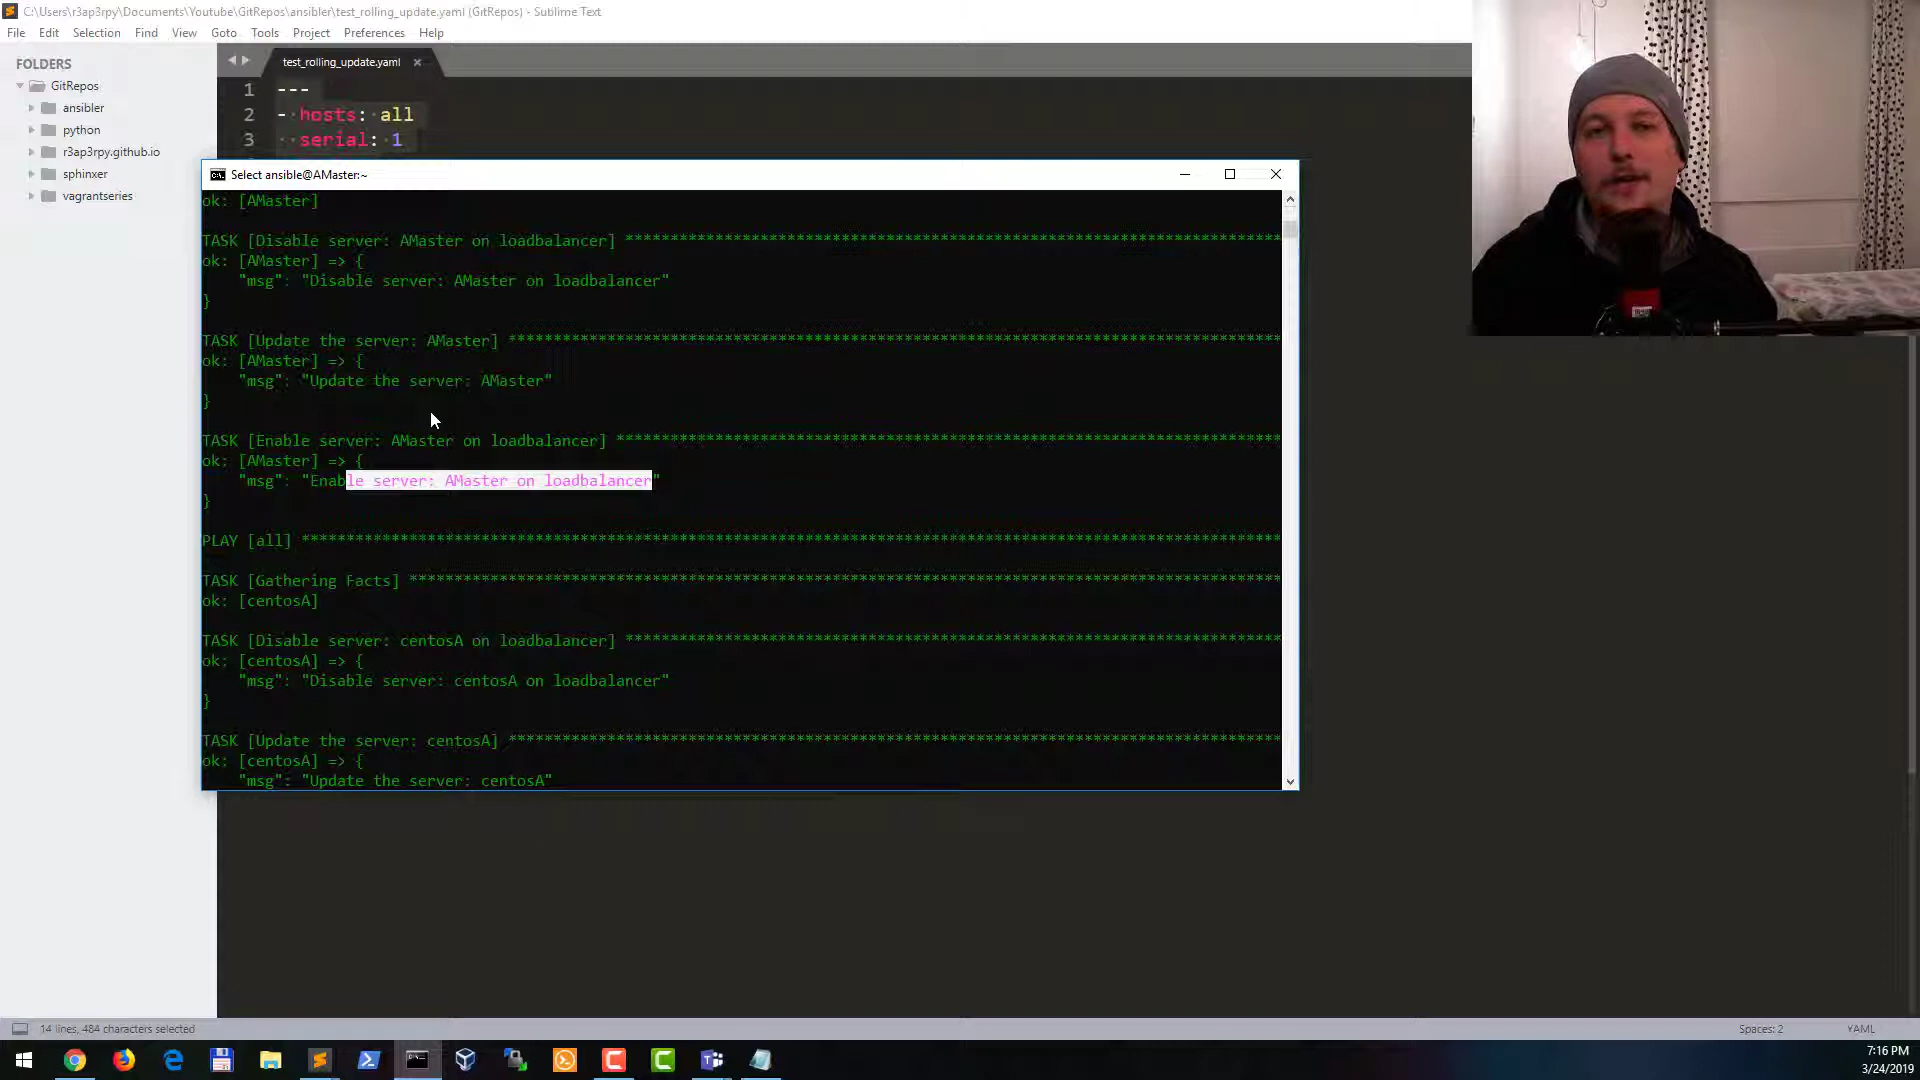 C:\Users\r3ap3rpy\Documents\Youtube\GitRepos\ansibler\test_rolling_update.yaml (GitRepos) - Sublime Text
File Edit Selection Find View Goto Tools Project Preferences Help
FOLDERS
GitRepos
ansibler
python
r3ap3rpy.github.io
sphinxer
vagrantseries
test_rolling_update.yaml
1 ---
2 - hosts: all
3 serial: 1
Select ansible@AMaster:~
ok: [AMaster]
TASK [Disable server: AMaster on loadbalancer] *************************************************************************
ok: [AMaster] => {
"msg": "Disable server: AMaster on loadbalancer"
}
TASK [Update the server: AMaster] **************************************************************************************
ok: [AMaster] => {
"msg": "Update the server: AMaster"
}
TASK [Enable server: AMaster on loadbalancer] **************************************************************************
ok: [AMaster] => {
"msg": "Enable server: AMaster on loadbalancer"
}
PLAY [all] *************************************************************************************************************
TASK [Gathering Facts] *************************************************************************************************
ok: [centosA]
TASK [Disable server: centosA on loadbalancer] *************************************************************************
ok: [centosA] => {
"msg": "Disable server: centosA on loadbalancer"
}
TASK [Update the server: centosA] **************************************************************************************
ok: [centosA] => {
"msg": "Update the server: centosA"
14 lines, 484 characters selected
Spaces: 2 YAML
7:16 PM
3/24/2019